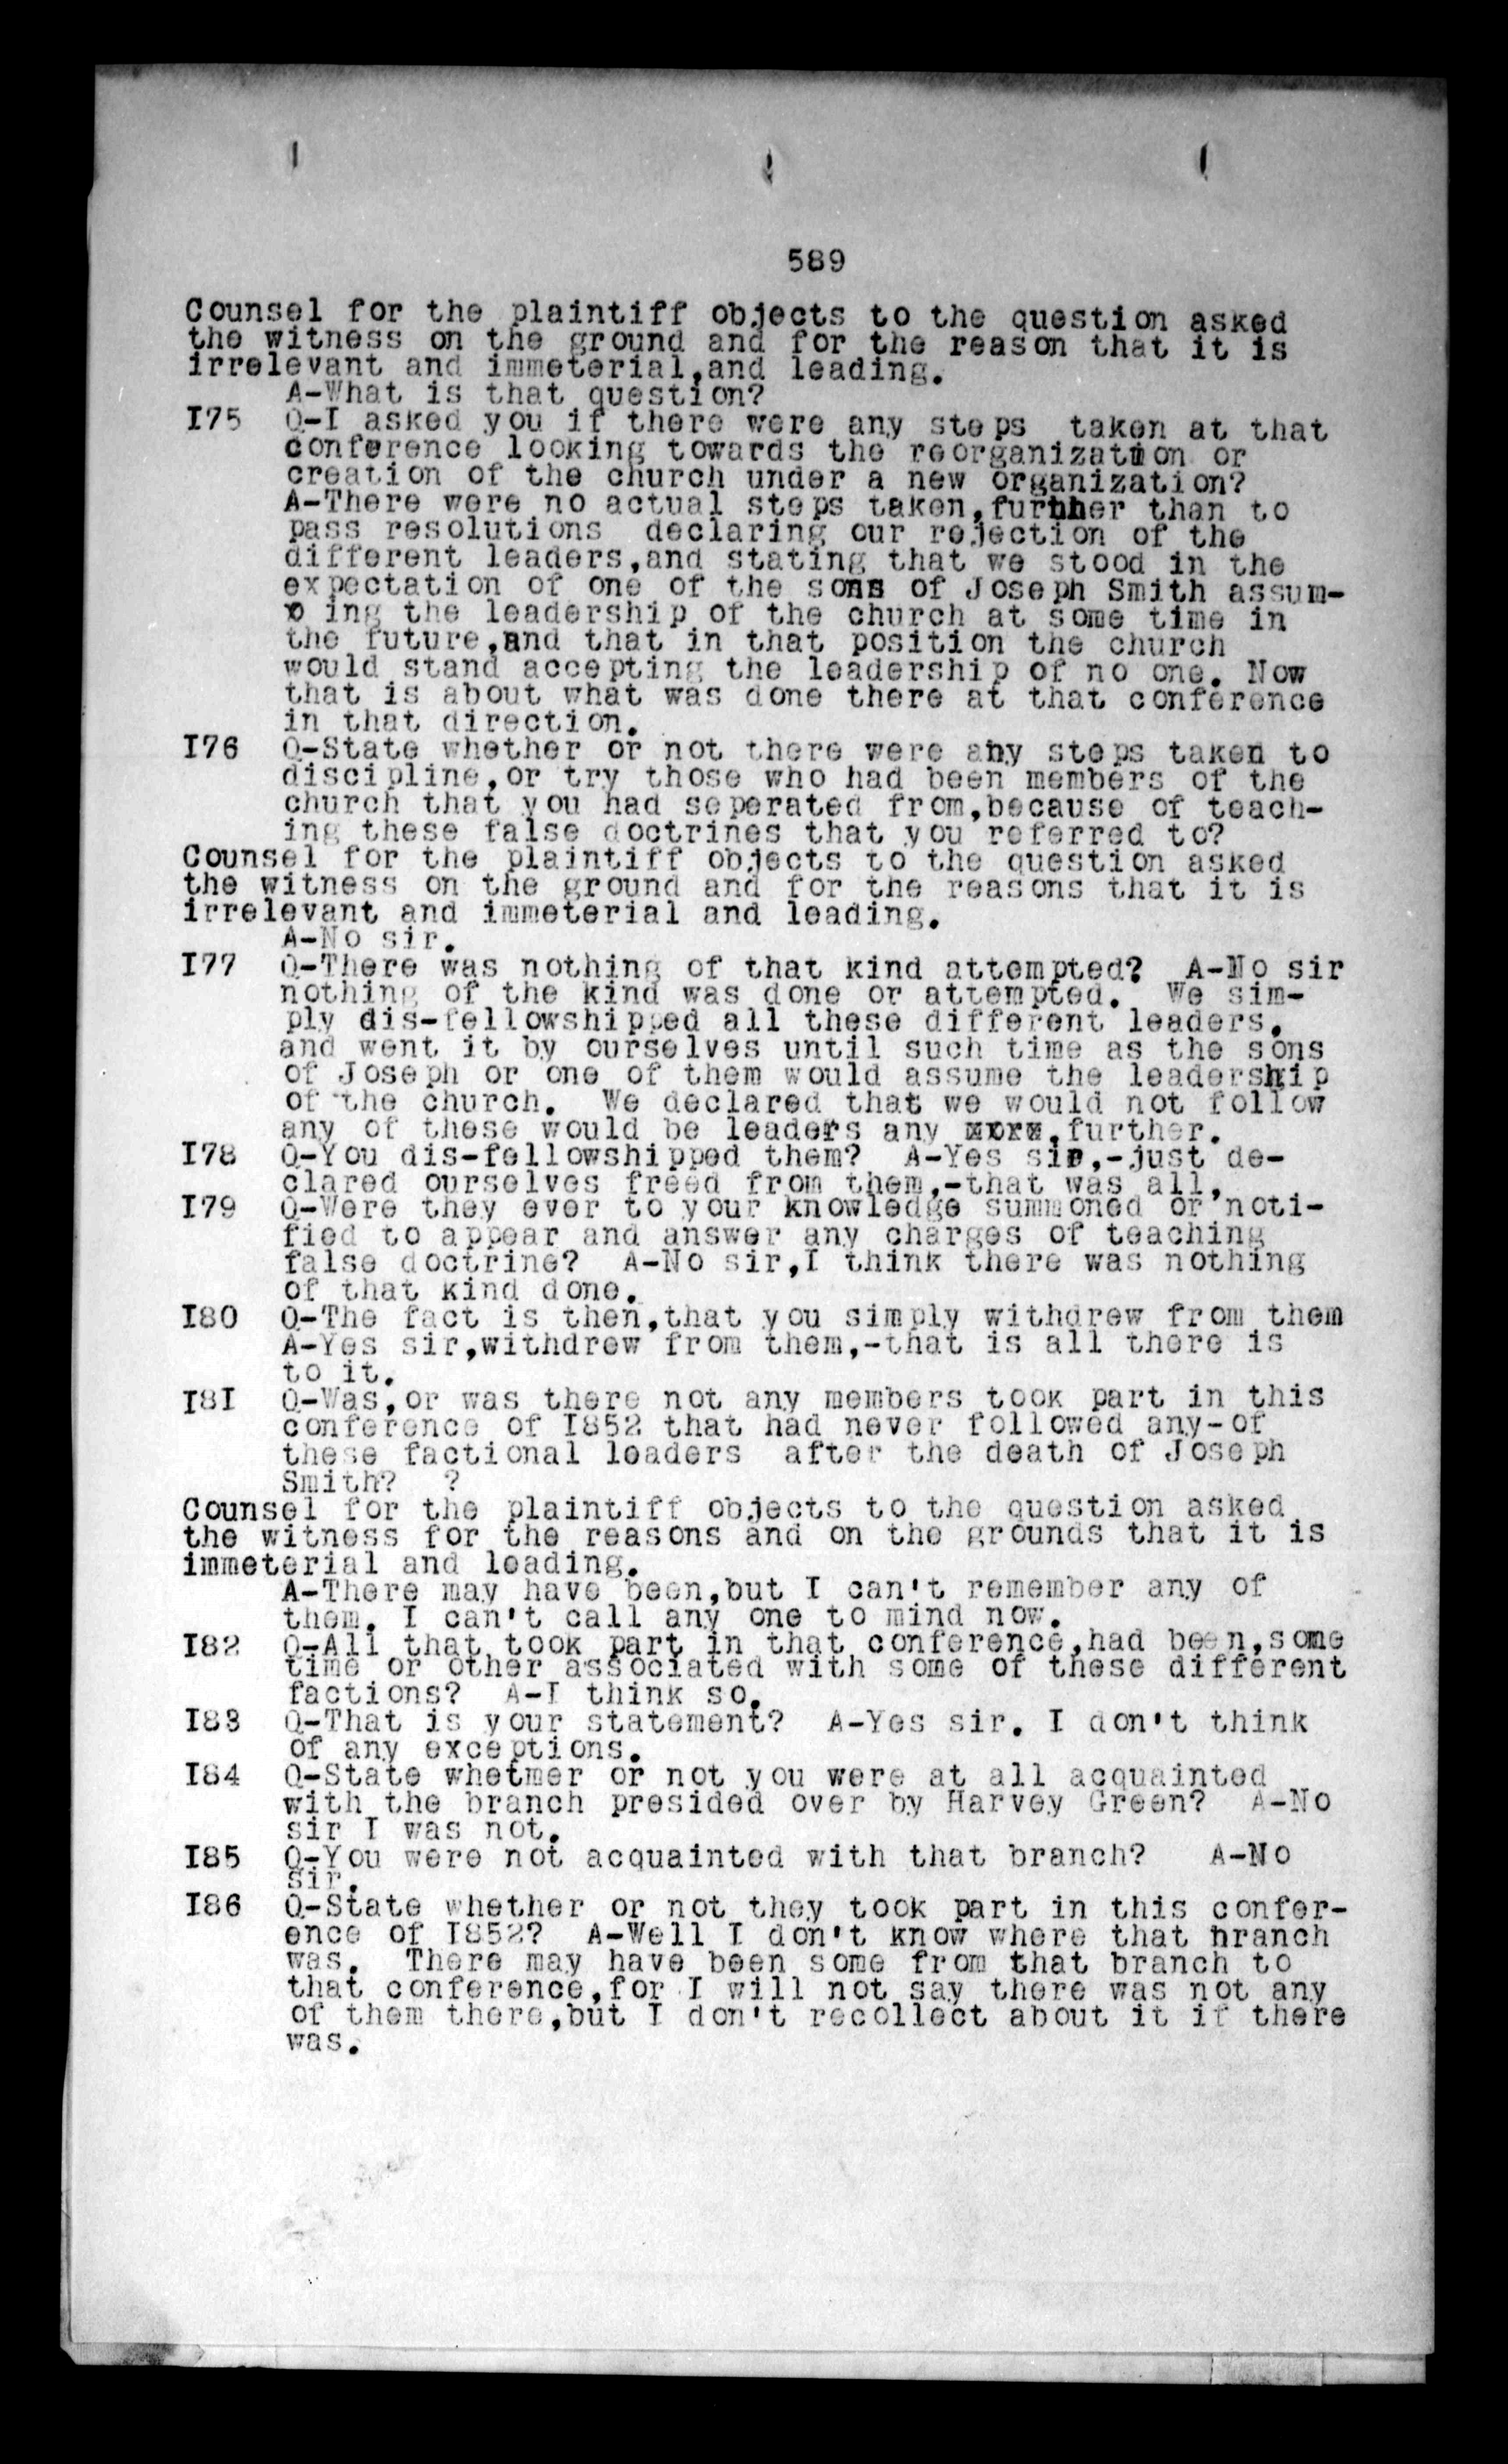 589
Counsel for the plaintiff objects to the question asked
the witness on the ground and for the reason that it is
irrelevant and immeterial,and leading.
A-What is that question?
I75 Q-I asked you if there were any steps taken at that
conference looking towards the reorganization or
creation of the church under a new organization?
A-There were no actual steps taken,further than to
pass resolutions declaring our rejection of the
different leaders,and stating that we stood in the
expectation of one of the sons of Joseph Smith assum-
ing the leadership of the church at some time in
the future,and that in that position the church
would stand accepting the leadership of no one. Now
that is about what was done there at that conference
in that direction.
I76 Q-State whether or not there were any steps taken to
discipline,or try those who had been members of the
church that you had seperated from,because of teach-
ing these false doctrines that you referred to?
Counsel for the plaintiff objects to the question asked
the witness on the ground and for the reasons that it is
irrelevant and immeterial and leading.
A-No sir.
I77 Q-There was nothing of that kind attempted? A-No sir
nothing of the kind was done or attempted. We sim-
ply dis-fellowshipped all these different leaders.
and went it by ourselves until such time as the sons
of Joseph or one of them would assume the leadership
of the church. We declared that we would not follow
any of these would be leaders any more,further.
I78 Q-You dis-fellowshipped them? A-Yes sir,-just de-
clared ourselves freed from them,-that was all,
I79 Q-Were they ever to your knowledge summoned or noti-
fied to appear and answer any charges of teaching
false doctrine? A-No sir,I think there was nothing
of that kind done.
I80 Q-The fact is then,that you simply withdrew from them
A-Yes sir,withdrew from them,-that is all there is
to it.
I8I Q-Was,or was there not any members took part in this
conference of I852 that had never followed any-of
these factional leaders after the death of Joseph
Smith? ?
Counsel for the plaintiff objects to the question asked
the witness for the reasons and on the grounds that it is
immeterial and leading.
A-There may have been,but I can't remember any of
them. I can't call any one to mind now.
I82 Q-All that took part in that conference,had been,some
time or other associated with some of these different
factions? A-I think so.
I83 Q-That is your statement? A-Yes sir. I don't think
of any exceptions.
I84 Q-State whetmer or not you were at all acquainted
with the branch presided over by Harvey Green? A-No
sir I was not.
I85 Q-You were not acquainted with that branch? A-No
sir.
I86 Q-State whether or not they took part in this confer-
ence of I852? A-Well I don't know where that hranch
was. There may have been some from that branch to
that conference,for I will not say there was not any
of them there,but I don't recollect about it if there
was.